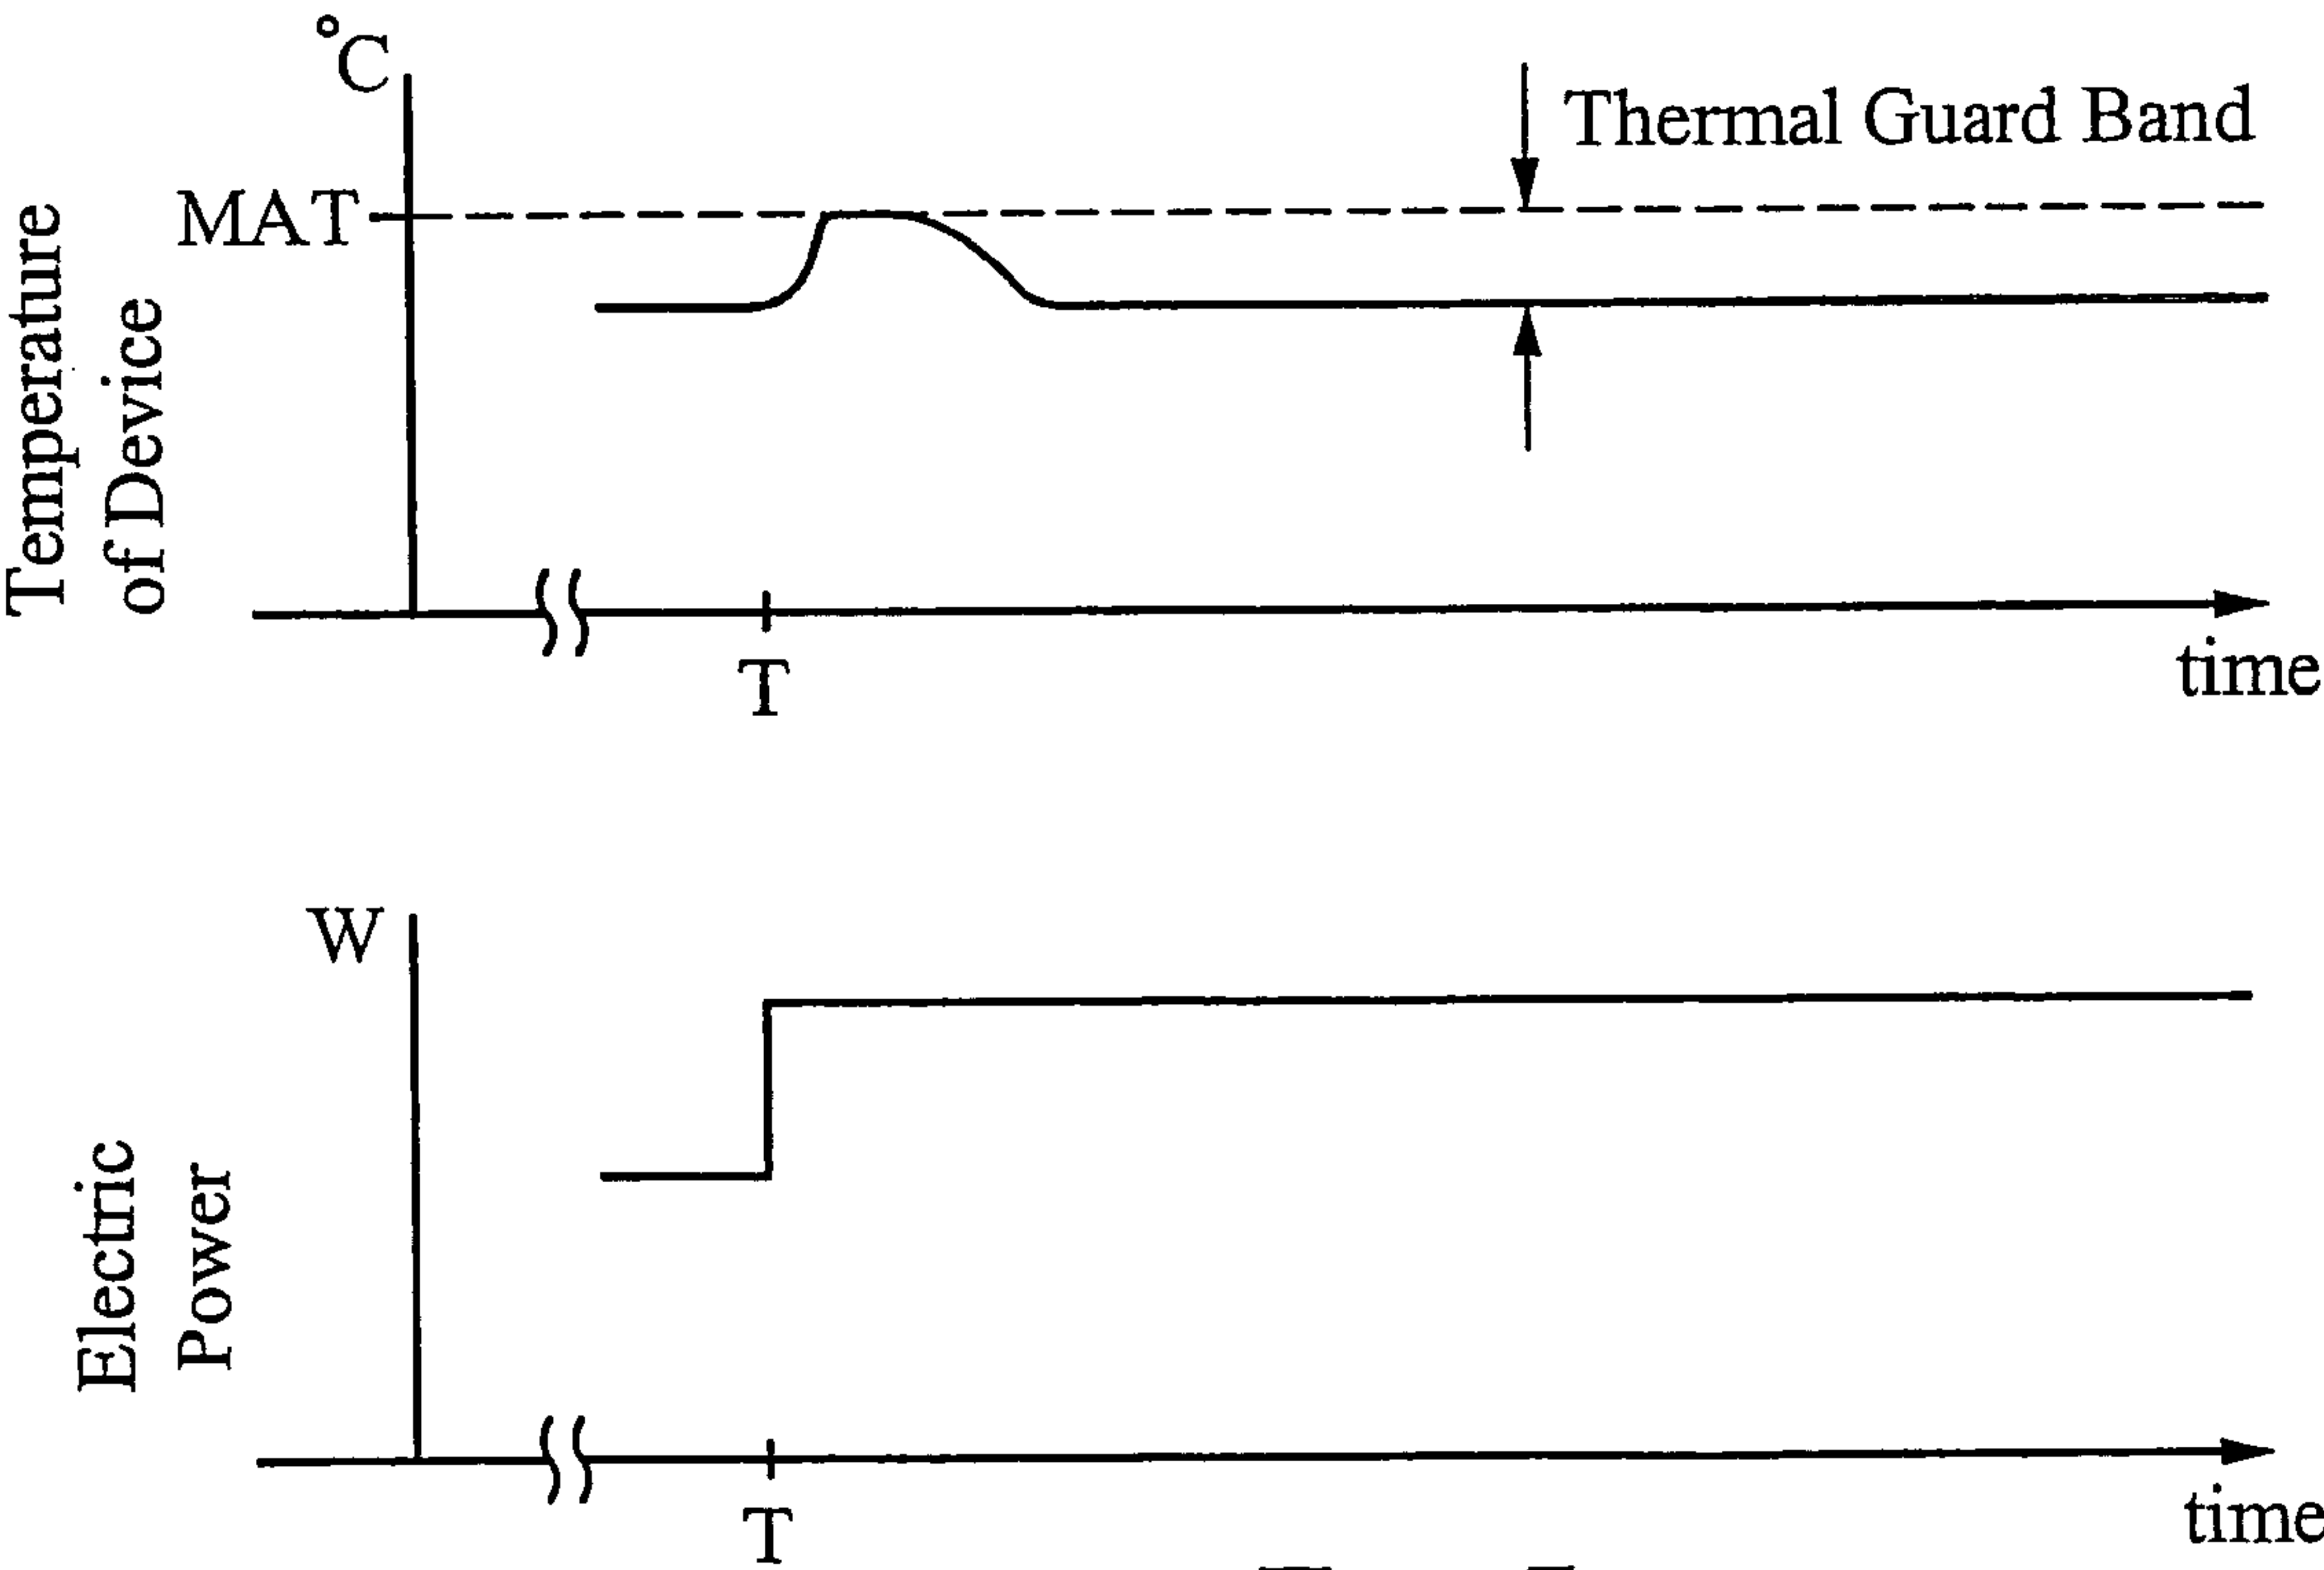 °C
Thermal Guard Band
MAT
Temperature
of Device
T
time
W
Electric
Power
T
time